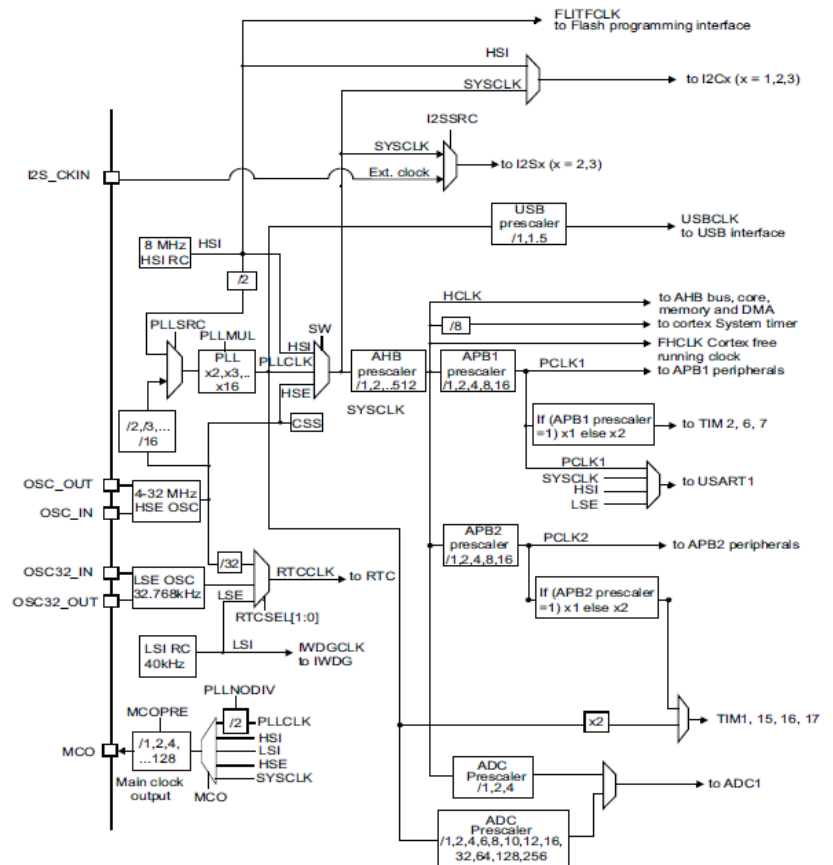 FLITFCLK
to Flash programming interface
HSI
to I2Cx (x = 1,2,3)
SYSCLK
I2SSRC
SYSCLK
to I2Sx (x = 2,3)
Ext. clock
I2S_CKIN
USB
prescaler
/1,1.5
USBCLK
to USB interface
8 MHz
HSI RC
HSI
/2
HCLK
to AHB bus, core,
memory and DMA
/8
to cortex System timer
FHCLK Cortex free
running clock
PLLSRC
PLLMUL
PLL
x2,x3,..
x16
SW
HSI
PLLCLK
HSE
AHB
prescaler
/1,2,..512
APB1
prescaler
/1,2,4,8,16
PCLK1
to APB1 peripherals
SYSCLK
CSS
/2,/3,...
/16
If (APB1 prescaler
=1) x1 else x2
to TIM 2, 6, 7
PCLK1
SYSCLK
HSI
LSE
to USART1
OSC_OUT
OSC_IN
4-32 MHz
HSE OSC
APB2
prescaler
/1,2,4,8,16
PCLK2
to APB2 peripherals
/32
OSC32_IN
OSC32_OUT
LSE OSC
32.768kHz
LSE
RTCCLK
to RTC
RTCSEL[1:0]
If (APB2 prescaler
=1) x1 else x2
LSI RC
40kHz
LSI
IWDGCLK
to IWDG
PLLNODIV
MCOPRE
/2
PLLCLK
HSI
LSI
HSE
SYSCLK
MCO
/1,2,4,
...128
Main clock
output
MCO
x2
TIM1, 15, 16, 17
ADC
Prescaler
/1,2,4
to ADC1
ADC
Prescaler
/1,2,4,6,8,10,12,16,
32,64,128,256